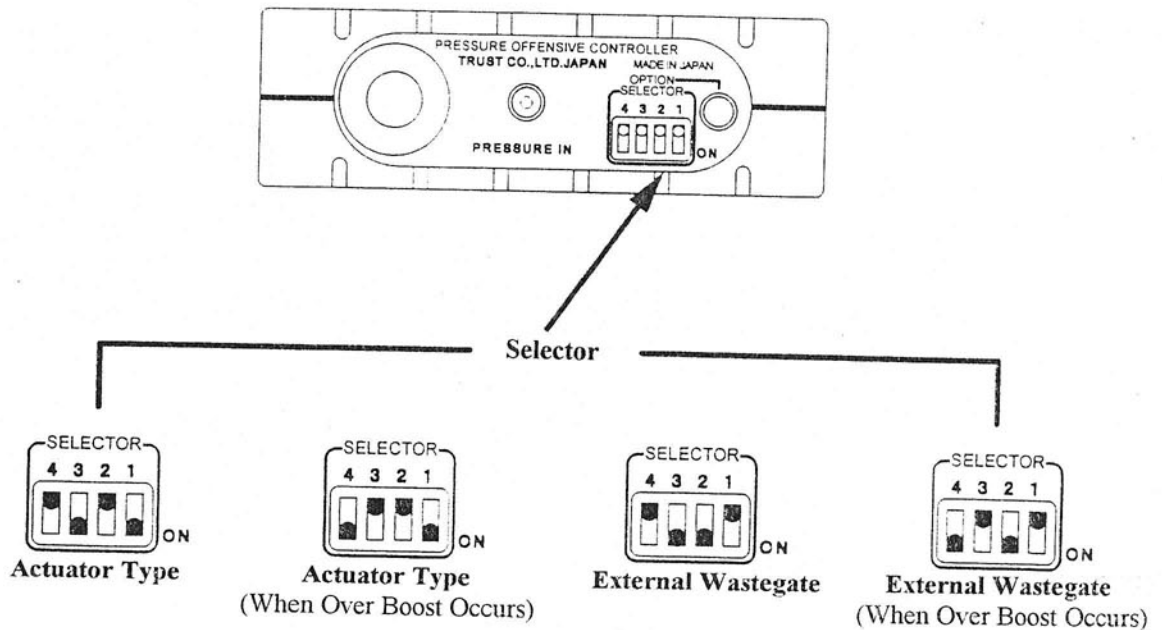 PRESSURE OFFENSIVE CONTROLLER
TRUST CO.,LTD.JAPAN MADE IN JAPAN
OPTION
SELECTOR
4 3 2 1
ON
PRESSURE IN
Selector
SELECTOR
4 3 2 1
ON
Actuator Type
SELECTOR
4 3 2 1
ON
Actuator Type
(When Over Boost Occurs)
SELECTOR
4 3 2 1
ON
External Wastegate
SELECTOR
4 3 2 1
ON
External Wastegate
(When Over Boost Occurs)